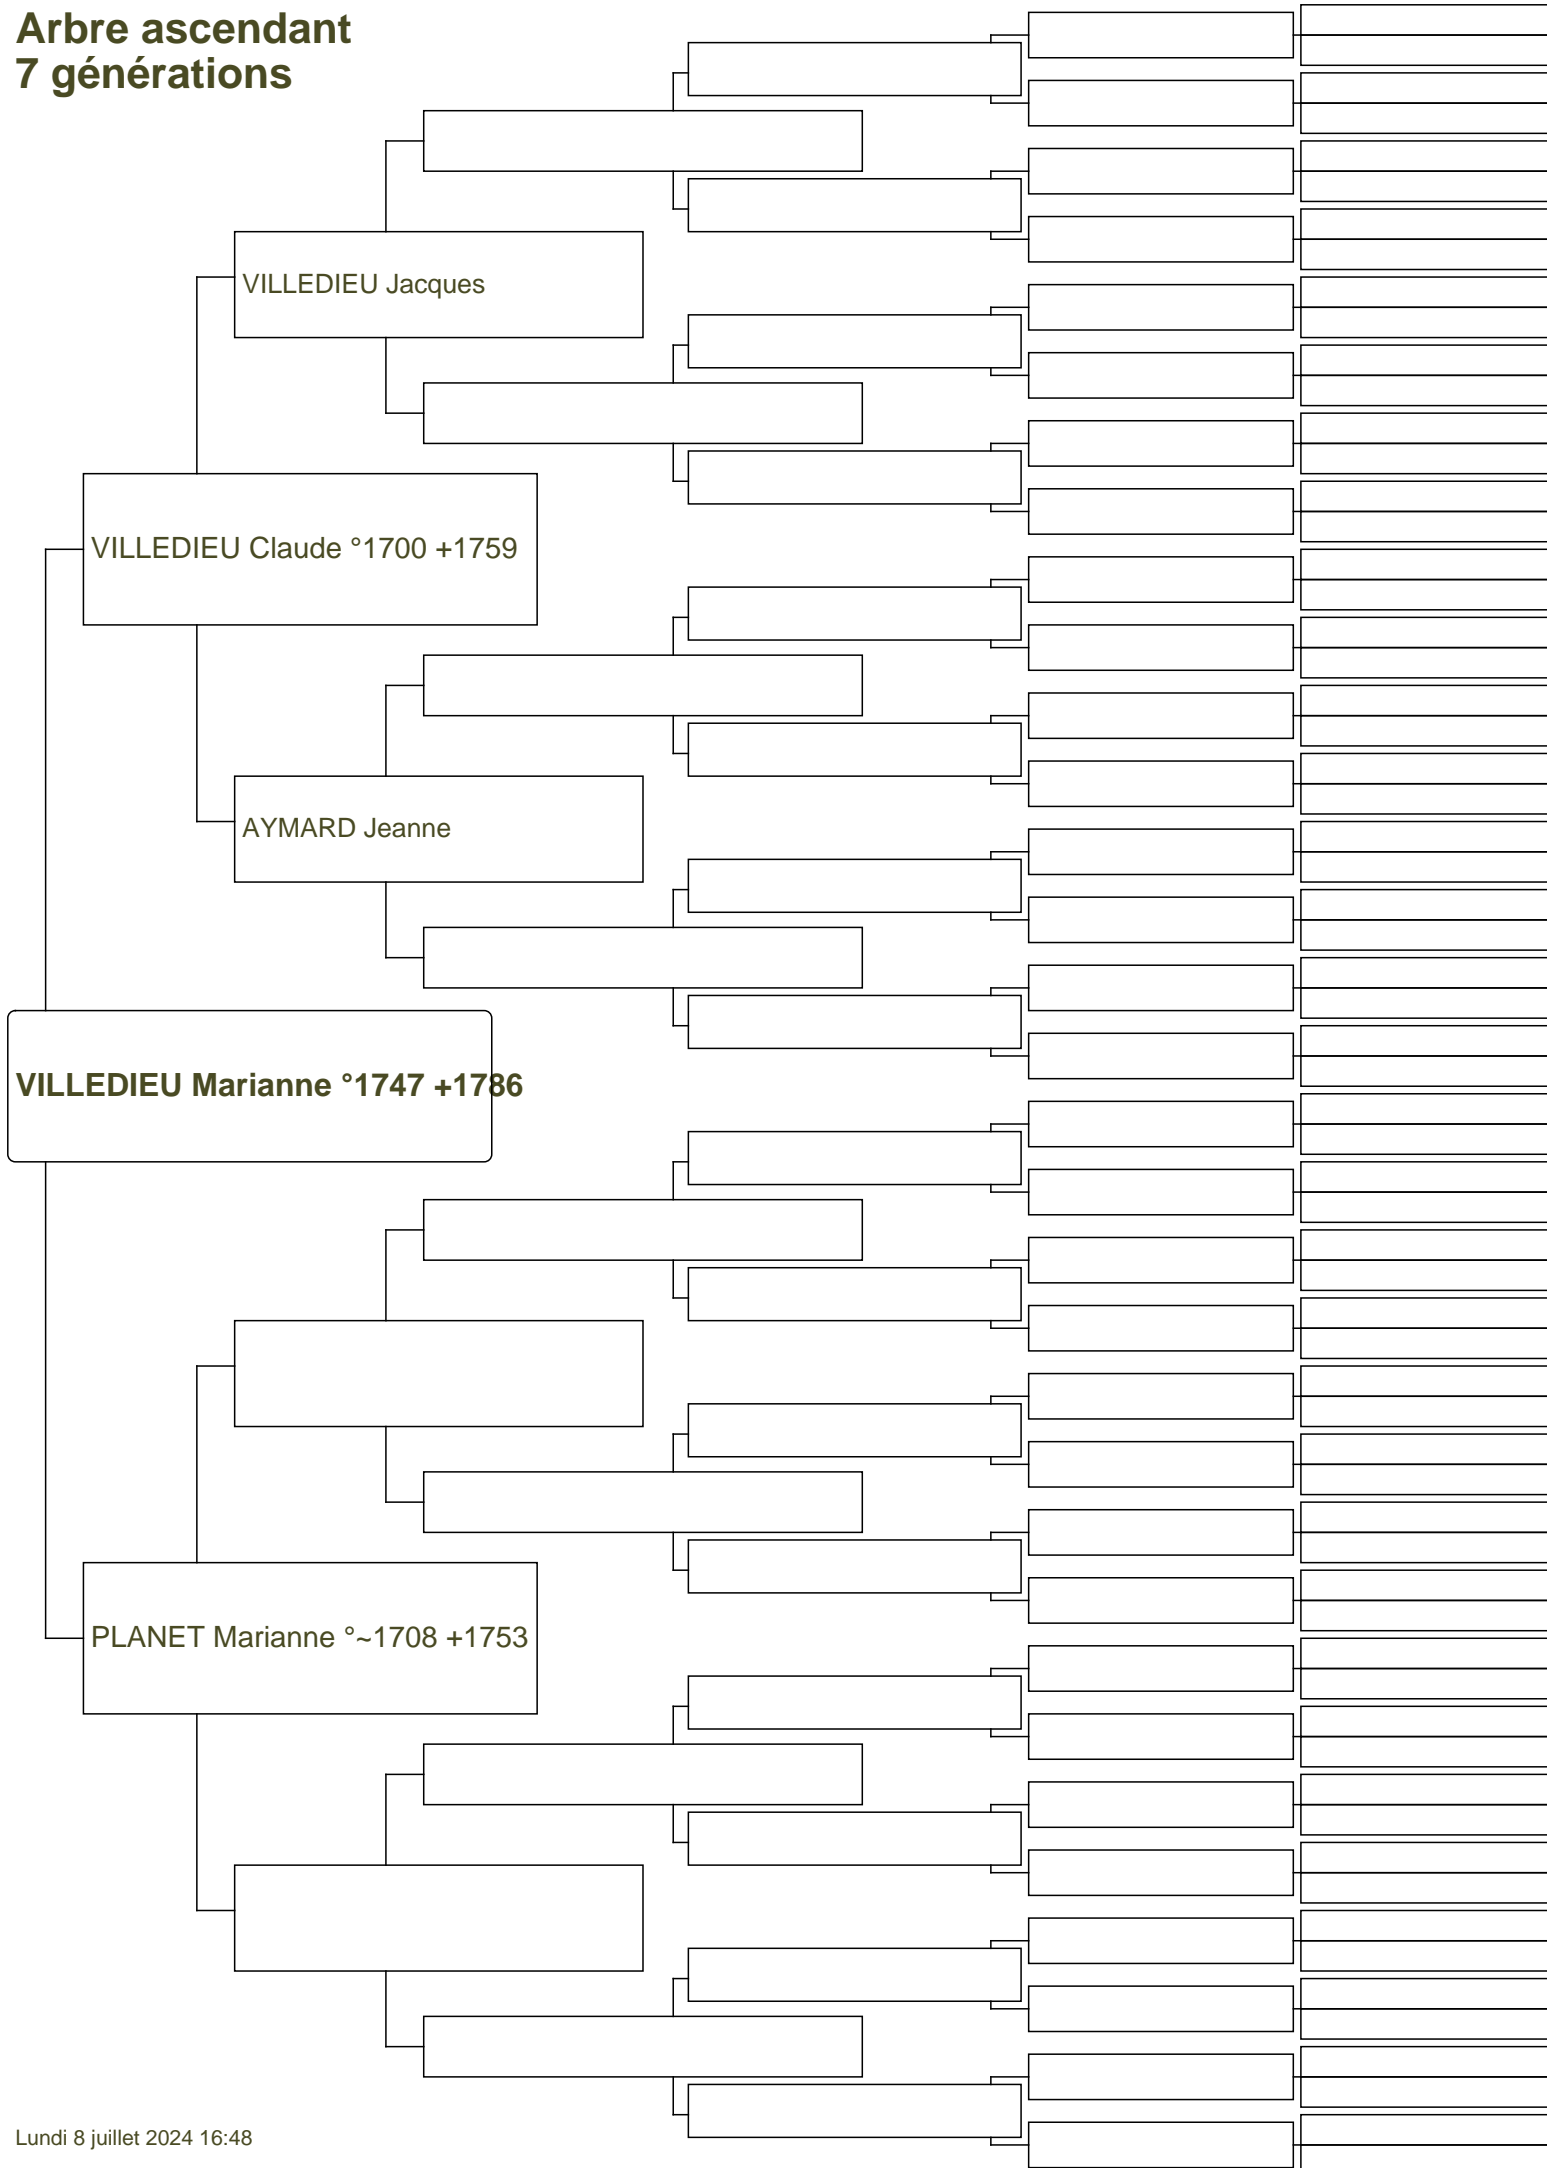 Arbre ascendant
7 générations
VILLEDIEU Jacques
VILLEDIEU Claude °1700 +1759
AYMARD Jeanne
VILLEDIEU Marianne °1747 +1786
PLANET Marianne °~1708 +1753
Lundi 8 juillet 2024 16:48